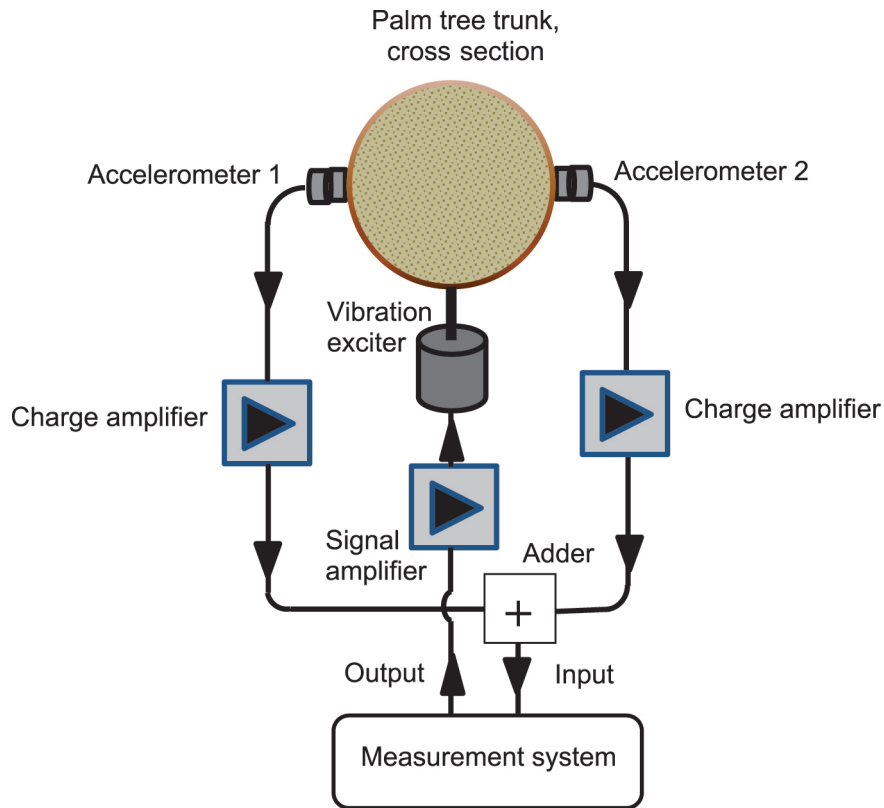 Palm tree trunk,
cross section
Accelerometer 1
Accelerometer 2
Vibration
exciter
Charge amplifier
Charge amplifier
Signal
amplifier
Adder
+
Output
Input
Measurement system